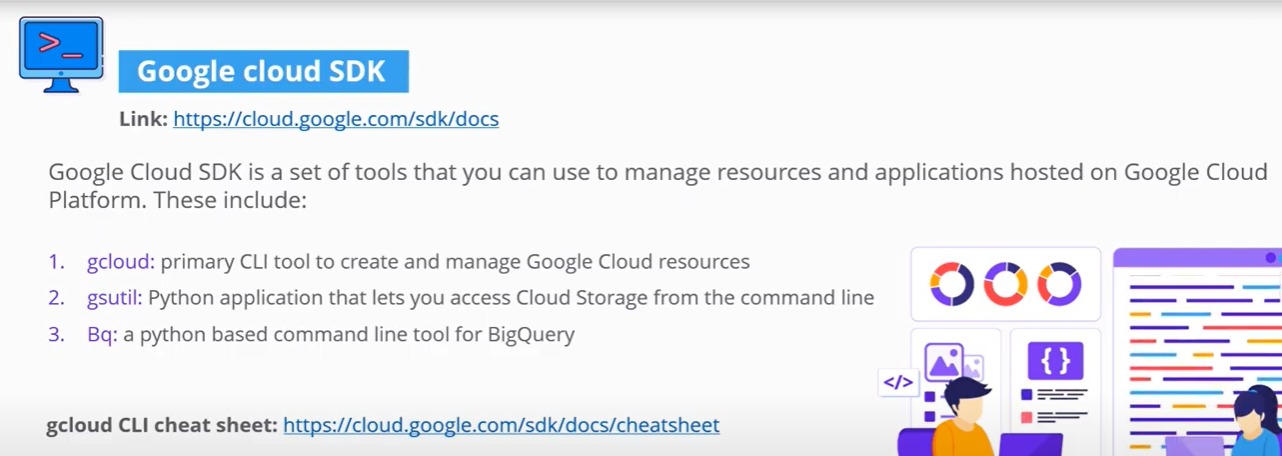 >_
Google cloud SDK
Link: https://cloud.google.com/sdk/docs
Google Cloud SDK is a set of tools that you can use to manage resources and applications hosted on Google Cloud
Platform. These include:
1. gcloud: primary CLI tool to create and manage Google Cloud resources
2. gsutil: Python application that lets you access Cloud Storage from the command line
3. Bq: a python based command line tool for BigQuery
{}
</>
gcloud CLI cheat sheet: https://cloud.google.com/sdk/docs/cheatsheet